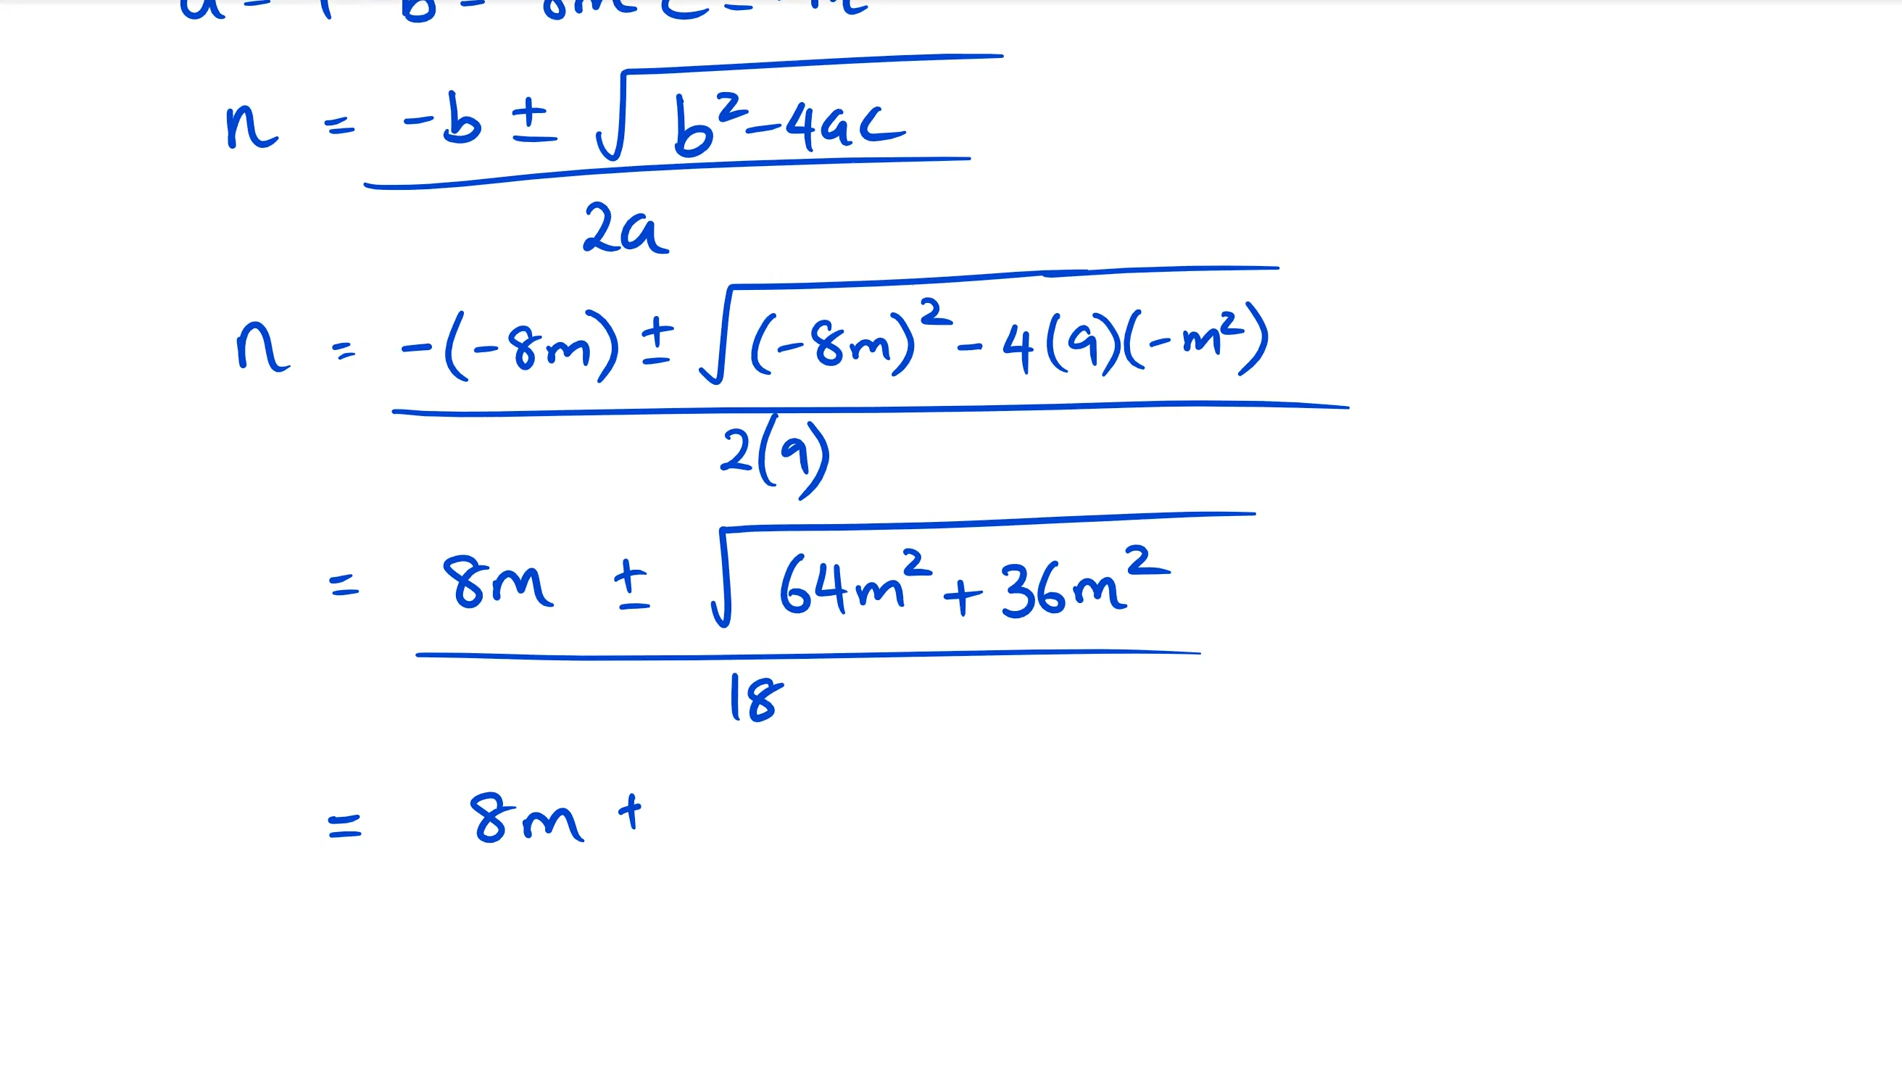 n = -b ± √b²-4ac
2a
n = -(-8m) ± √(-8m)² - 4(9)(-m²)
2(9)
= 8m ± √64m² + 36m²
18
= 8m +